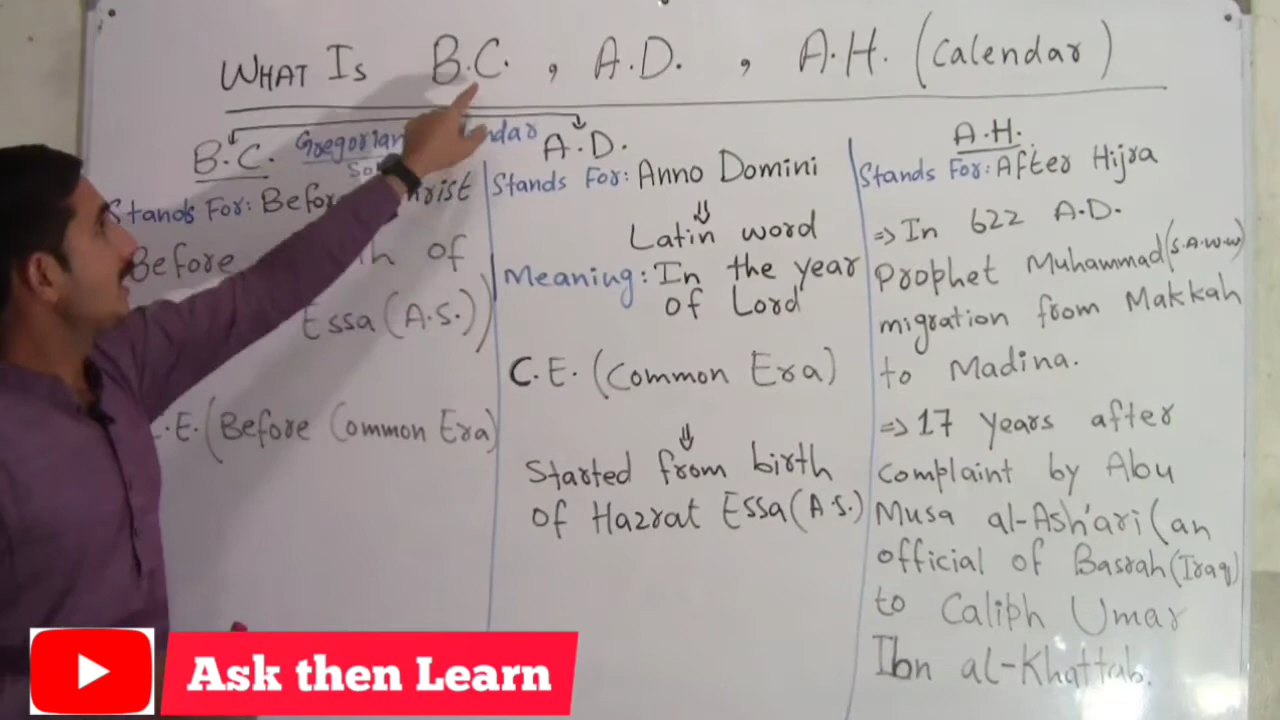 WHAT IS B.C. , A.D. , A.H. (Calendar)
B.C.
Stands For: Before
Before of
Essa (A.S.))
E. (Before Common Era)
A.D.
Stands For: Anno Domini
⇓
Latin word
Meaning: In the year
of Lord
C.E. (Common Era)
⇓
Started from birth
of Hazrat Essa (A.S.)
A.H.
Stands For: After Hijra
⇒ In 622 A.D.
Prophet Muhammad (S.A.W.W)
migration from Makkah
to Madina.
⇒ 17 years after
complaint by Abu
Musa al-Ash'ari (an
official of Basrah (Iraq)
to Caliph Umar
Ibn al-Khattab.
Ask then Learn